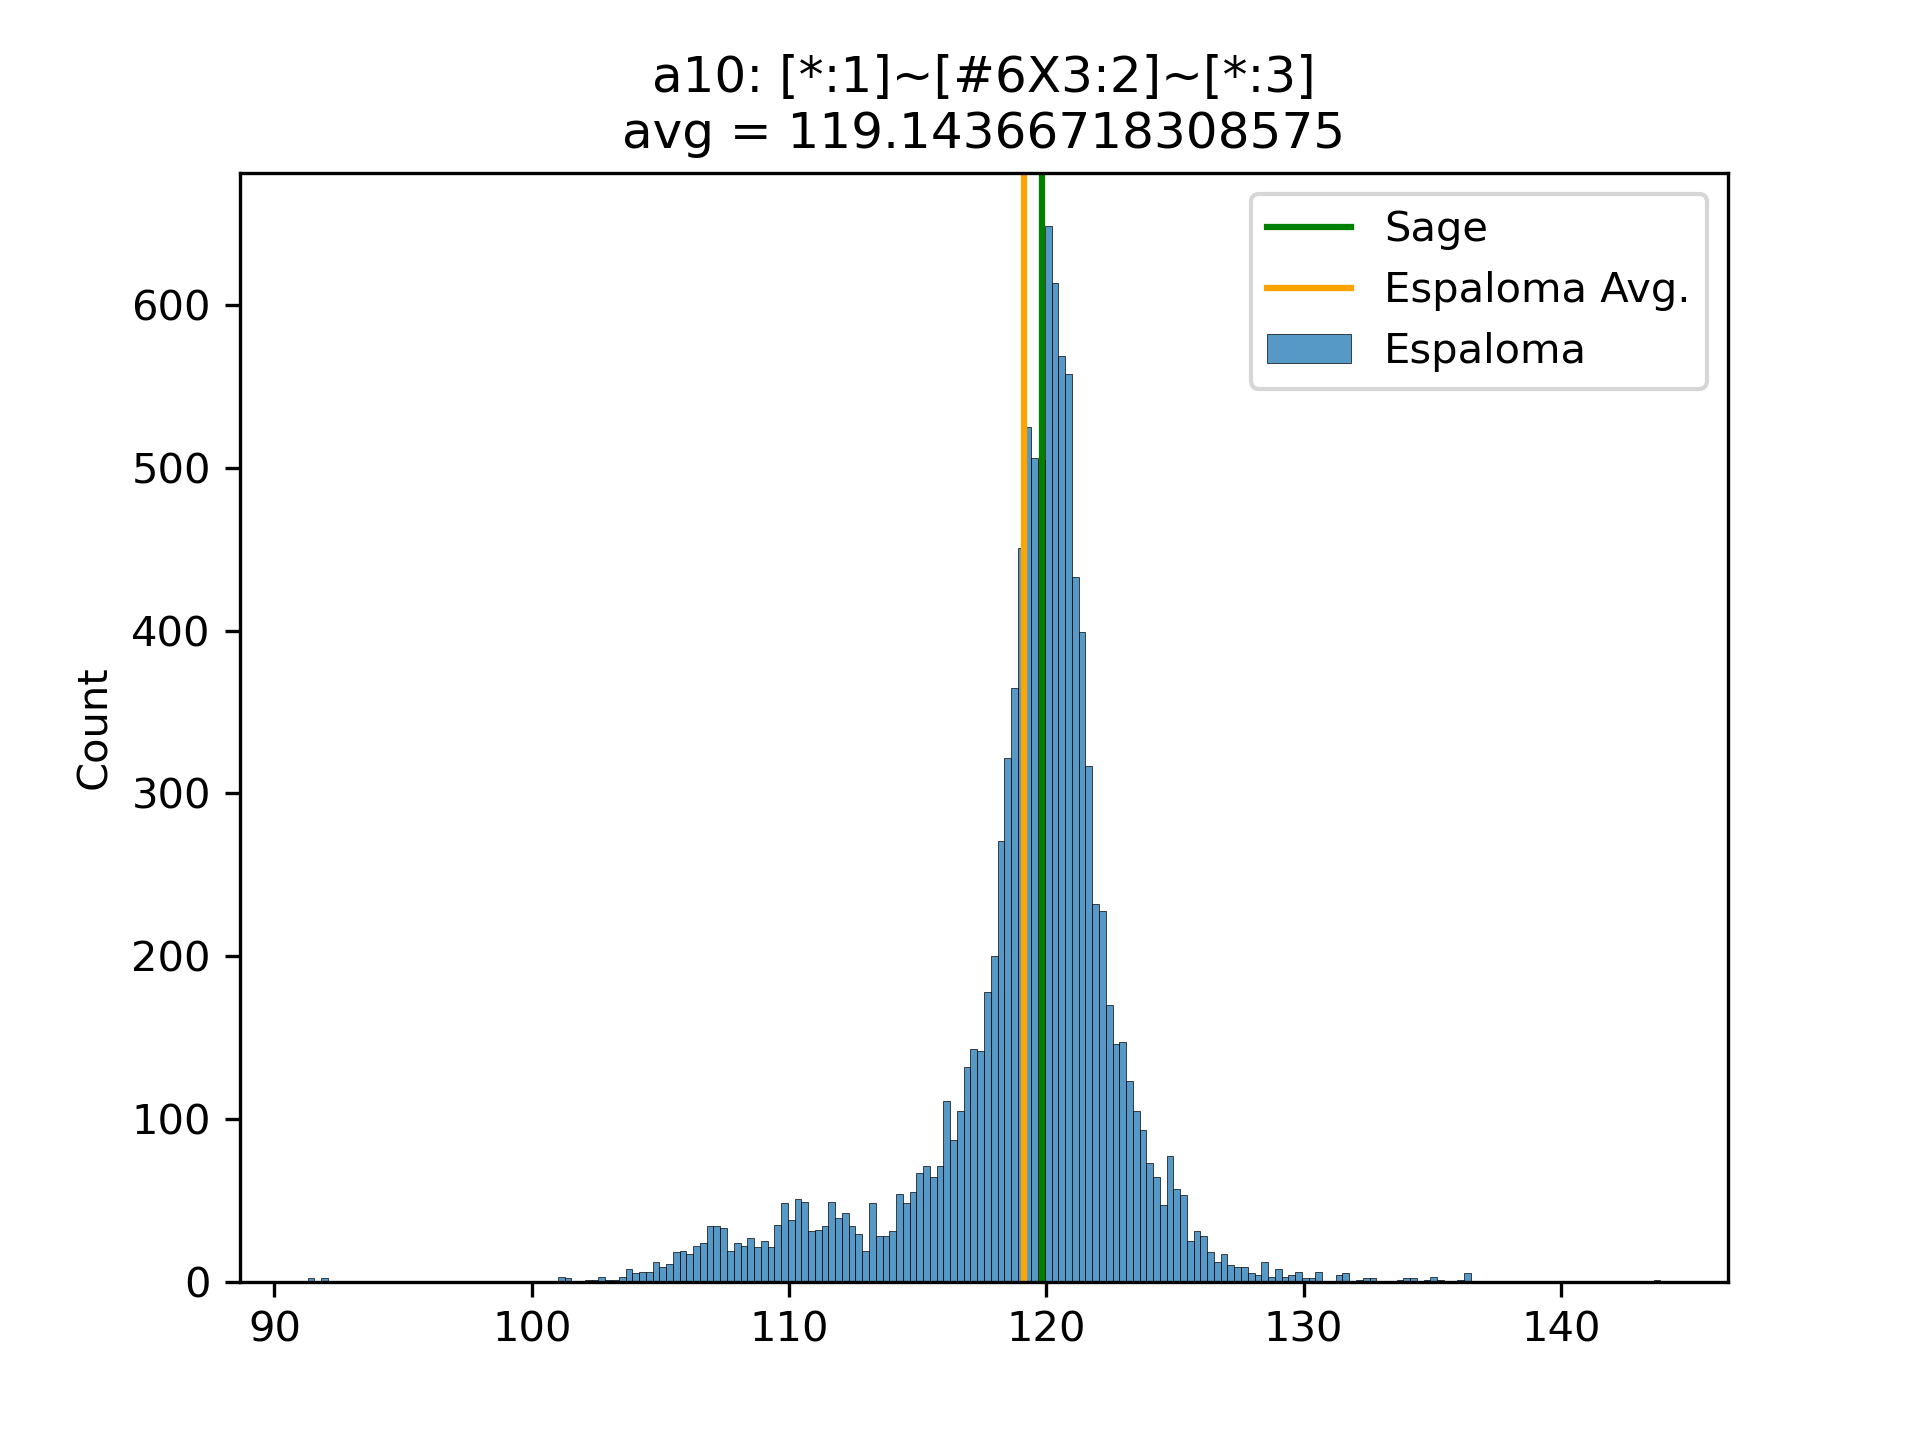 a10: [*:1]~[#6X3:2]~[*:3]
avg = 119.14366718308575
Sage
Espaloma Avg.
Espaloma
Count
600
500
400
300
200
100
0
90 100 110 120 130 140